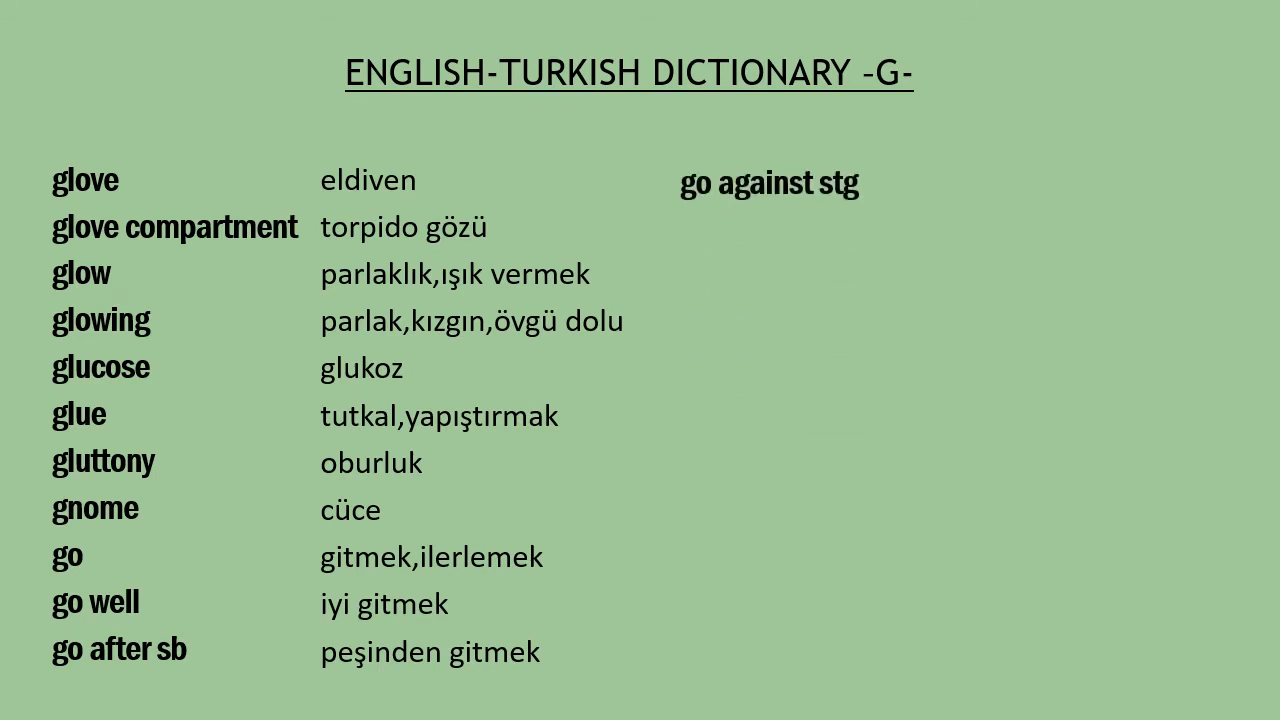 ENGLISH-TURKISH DICTIONARY –G-
glove eldiven
glove compartment torpido gözü
glow parlaklık,ışık vermek
glowing parlak,kızgın,övgü dolu
glucose glukoz
glue tutkal,yapıştırmak
gluttony oburluk
gnome cüce
go gitmek,ilerlemek
go well iyi gitmek
go after sb peşinden gitmek
go against stg